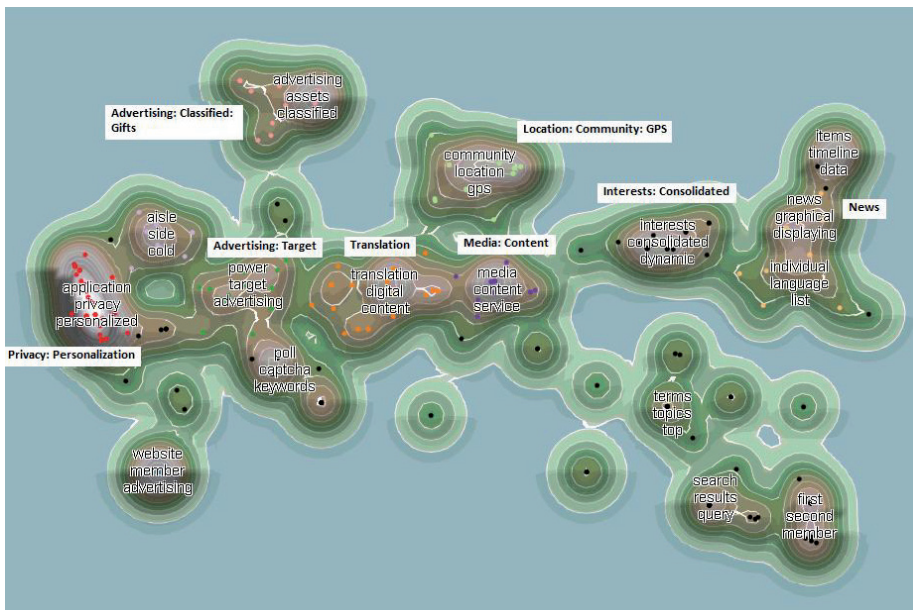 advertising
assets
classified
Advertising: Classified:
Gifts
Location: Community: GPS
items
timeline
data
community
location
gps
Interests: Consolidated
news
graphical
displaying
News
aisle
side
cold
interests
consolidated
dynamic
Advertising: Target
Translation
Media: Content
power
target
advertising
translation
digital
content
media
content
service
individual
language
list
application
privacy
personalized
Privacy: Personalization
poll
captcha
keywords
terms
topics
top
website
member
advertising
search
results
query
first
second
member